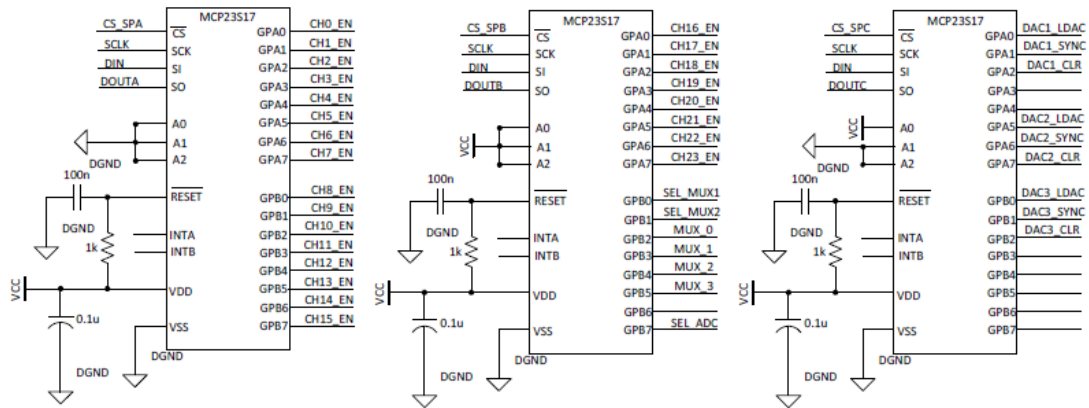 MCP23S17
CS_SPA
CS
GPA0
CH0_EN
SCLK
SCK
GPA1
CH1_EN
DIN
SI
GPA2
CH2_EN
DOUTA
SO
GPA3
CH3_EN
GPA4
CH4_EN
A0
GPA5
CH5_EN
A1
GPA6
CH6_EN
DGND
A2
GPA7
CH7_EN
100n
RESET
GPB0
CH8_EN
GPB1
CH9_EN
DGND
INTA
GPB2
CH10_EN
1k
INTB
GPB3
CH11_EN
GPB4
CH12_EN
VCC
VDD
GPB5
CH13_EN
GPB6
CH14_EN
0.1u
VSS
GPB7
CH15_EN
DGND
DGND
MCP23S17
CS_SPB
CS
GPA0
CH16_EN
SCLK
SCK
GPA1
CH17_EN
DIN
SI
GPA2
CH18_EN
DOUTB
SO
GPA3
CH19_EN
GPA4
CH20_EN
A0
GPA5
CH21_EN
VCC
A1
GPA6
CH22_EN
A2
GPA7
CH23_EN
100n
RESET
GPB0
SEL_MUX1
GPB1
SEL_MUX2
DGND
INTA
GPB2
MUX_0
1k
INTB
GPB3
MUX_1
GPB4
MUX_2
VCC
VDD
GPB5
MUX_3
GPB6
0.1u
VSS
GPB7
SEL_ADC
DGND
DGND
MCP23S17
CS_SPC
CS
GPA0
DAC1_LDAC
SCLK
SCK
GPA1
DAC1_SYNC
DIN
SI
GPA2
DAC1_CLR
DOUTC
SO
GPA3
GPA4
VCC
A0
GPA5
DAC2_LDAC
A1
GPA6
DAC2_SYNC
DGND
A2
GPA7
DAC2_CLR
100n
RESET
GPB0
DAC3_LDAC
GPB1
DAC3_SYNC
DGND
INTA
GPB2
DAC3_CLR
1k
INTB
GPB3
GPB4
VCC
VDD
GPB5
GPB6
0.1u
VSS
GPB7
DGND
DGND